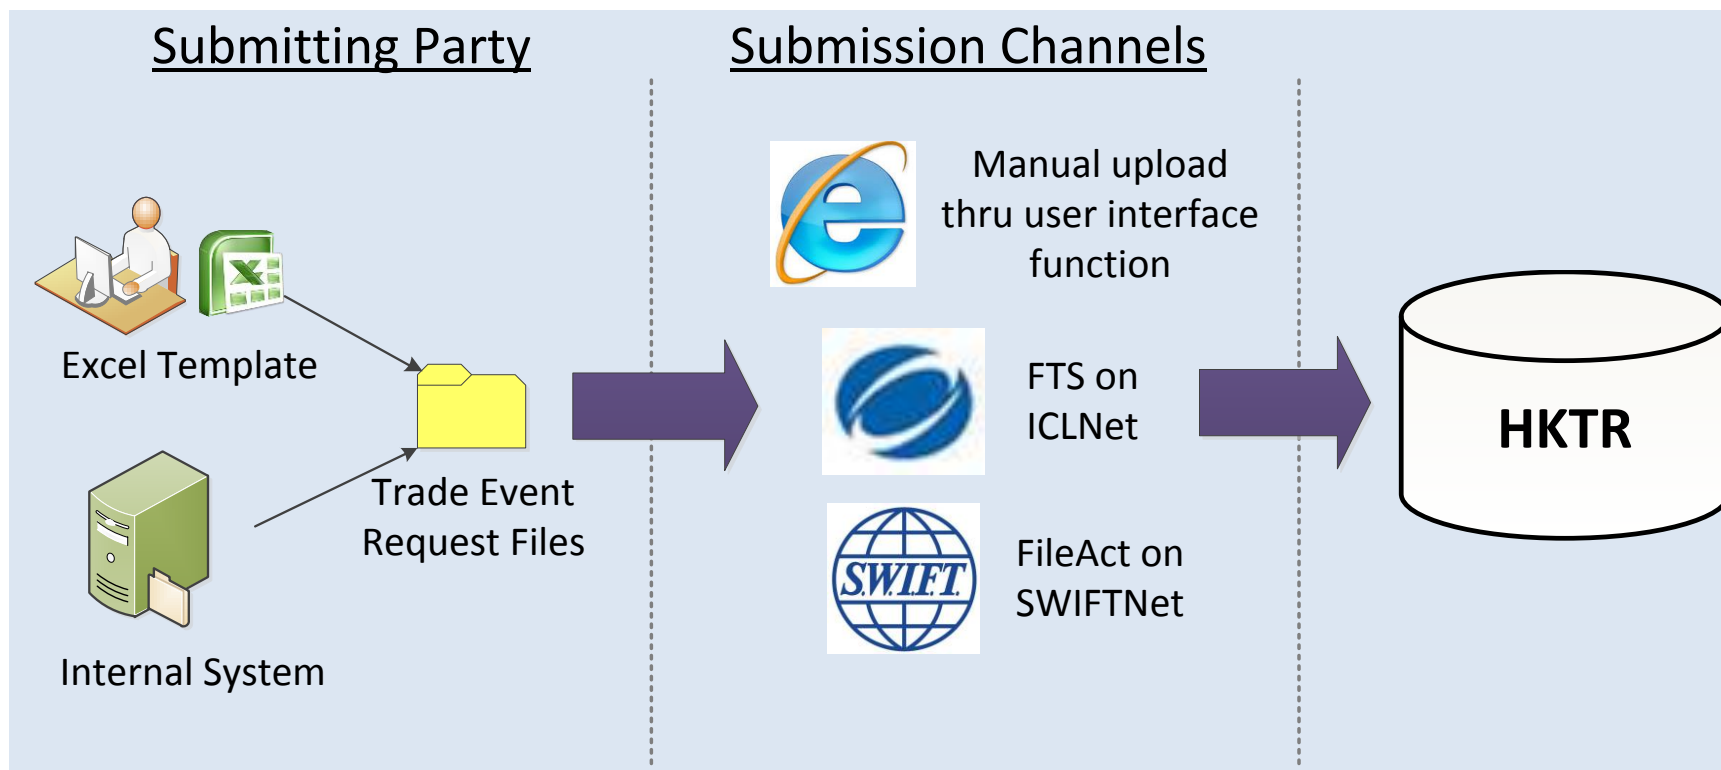 Submitting Party
Submission Channels
Manual upload
thru user interface
function
Excel Template
FTS on
ICLNet
HKTR
Trade Event
Request Files
S.W.I.F.T.
FileAct on
SWIFTNet
Internal System